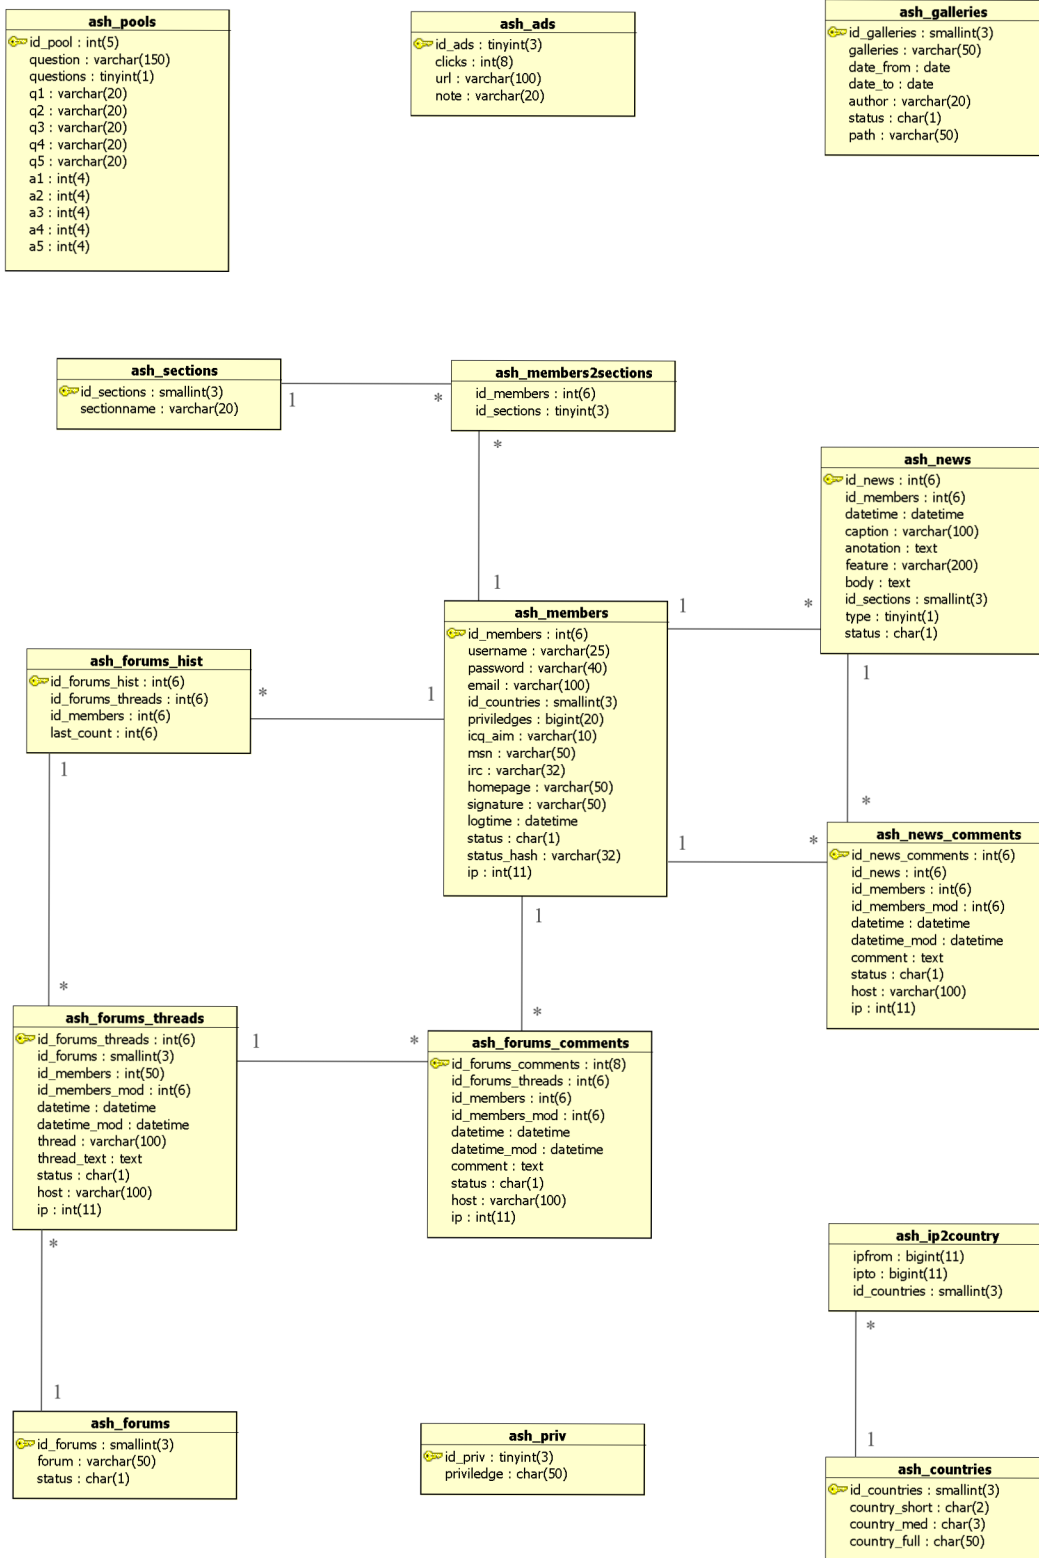 ash_pools
id_pool : int(5)
question : varchar(150)
questions : tinyint(1)
q1 : varchar(20)
q2 : varchar(20)
q3 : varchar(20)
q4 : varchar(20)
q5 : varchar(20)
a1 : int(4)
a2 : int(4)
a3 : int(4)
a4 : int(4)
a5 : int(4)
ash_ads
id_ads : tinyint(3)
clicks : int(8)
url : varchar(100)
note : varchar(20)
ash_galleries
id_galleries : smallint(3)
galleries : varchar(50)
date_from : date
date_to : date
author : varchar(20)
status : char(1)
path : varchar(50)
ash_sections
id_sections : smallint(3)
sectionname : varchar(20)
1
*
ash_members2sections
id_members : int(6)
id_sections : tinyint(3)
*
1
ash_news
id_news : int(6)
id_members : int(6)
datetime : datetime
caption : varchar(100)
anotation : text
feature : varchar(200)
body : text
id_sections : smallint(3)
type : tinyint(1)
status : char(1)
1
*
ash_members
id_members : int(6)
username : varchar(25)
password : varchar(40)
email : varchar(100)
id_countries : smallint(3)
priviledges : bigint(20)
icq_aim : varchar(10)
msn : varchar(50)
irc : varchar(32)
homepage : varchar(50)
signature : varchar(50)
logtime : datetime
status : char(1)
status_hash : varchar(32)
ip : int(11)
1
*
ash_forums_hist
id_forums_hist : int(6)
id_forums_threads : int(6)
id_members : int(6)
last_count : int(6)
*
1
1
*
1
*
ash_news_comments
id_news_comments : int(6)
id_news : int(6)
id_members : int(6)
id_members_mod : int(6)
datetime : datetime
datetime_mod : datetime
comment : text
status : char(1)
host : varchar(100)
ip : int(11)
1
*
ash_forums_threads
id_forums_threads : int(6)
id_forums : smallint(3)
id_members : int(50)
id_members_mod : int(6)
datetime : datetime
datetime_mod : datetime
thread : varchar(100)
thread_text : text
status : char(1)
host : varchar(100)
ip : int(11)
1
*
ash_forums_comments
id_forums_comments : int(8)
id_forums_threads : int(6)
id_members : int(6)
id_members_mod : int(6)
datetime : datetime
datetime_mod : datetime
comment : text
status : char(1)
host : varchar(100)
ip : int(11)
*
1
ash_ip2country
ipfrom : bigint(11)
ipto : bigint(11)
id_countries : smallint(3)
*
1
ash_forums
id_forums : smallint(3)
forum : varchar(50)
status : char(1)
ash_priv
id_priv : tinyint(3)
priviledge : char(50)
ash_countries
id_countries : smallint(3)
country_short : char(2)
country_med : char(3)
country_full : char(50)